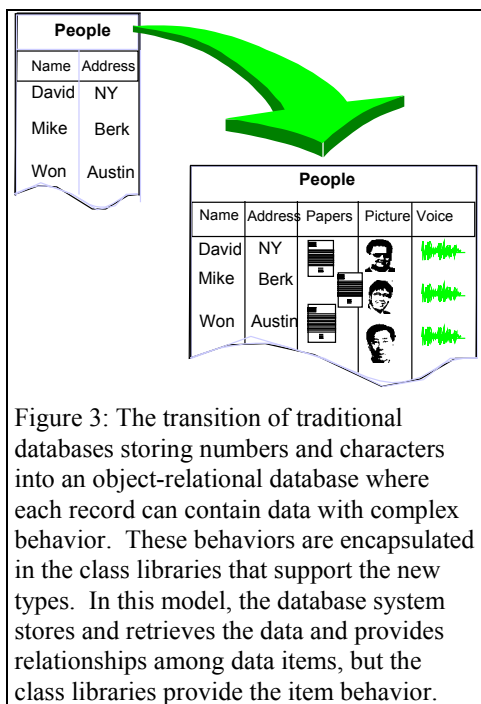 People
Name Address
David NY
Mike Berk
Won Austin
People
Name Address Papers Picture Voice
David NY
Mike Berk
Won Austin
Figure 3: The transition of traditional
databases storing numbers and characters
into an object-relational database where
each record can contain data with complex
behavior.  These behaviors are encapsulated
in the class libraries that support the new
types.  In this model, the database system
stores and retrieves the data and provides
relationships among data items, but the
class libraries provide the item behavior.